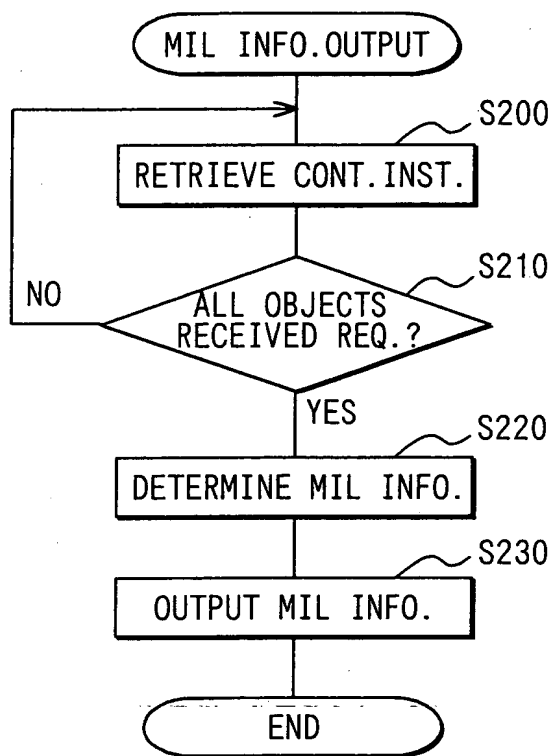 MIL INFO.OUTPUT
S200
RETRIEVE CONT.INST.
S210
NO
ALL OBJECTS
RECEIVED REQ.?
YES
S220
DETERMINE MIL INFO.
S230
OUTPUT MIL INFO.
END